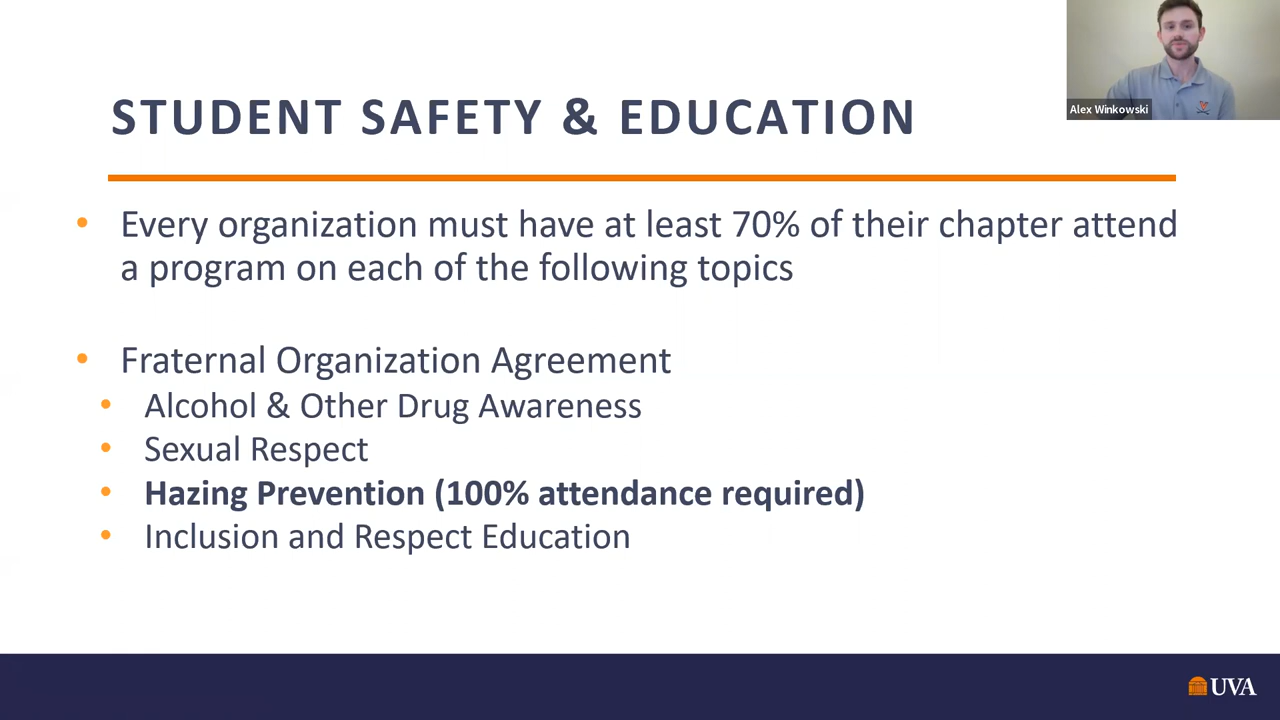 STUDENT SAFETY & EDUCATION
Alex Winkowski
• Every organization must have at least 70% of their chapter attend
a program on each of the following topics
• Fraternal Organization Agreement
• Alcohol & Other Drug Awareness
• Sexual Respect
• Hazing Prevention (100% attendance required)
• Inclusion and Respect Education
UVA